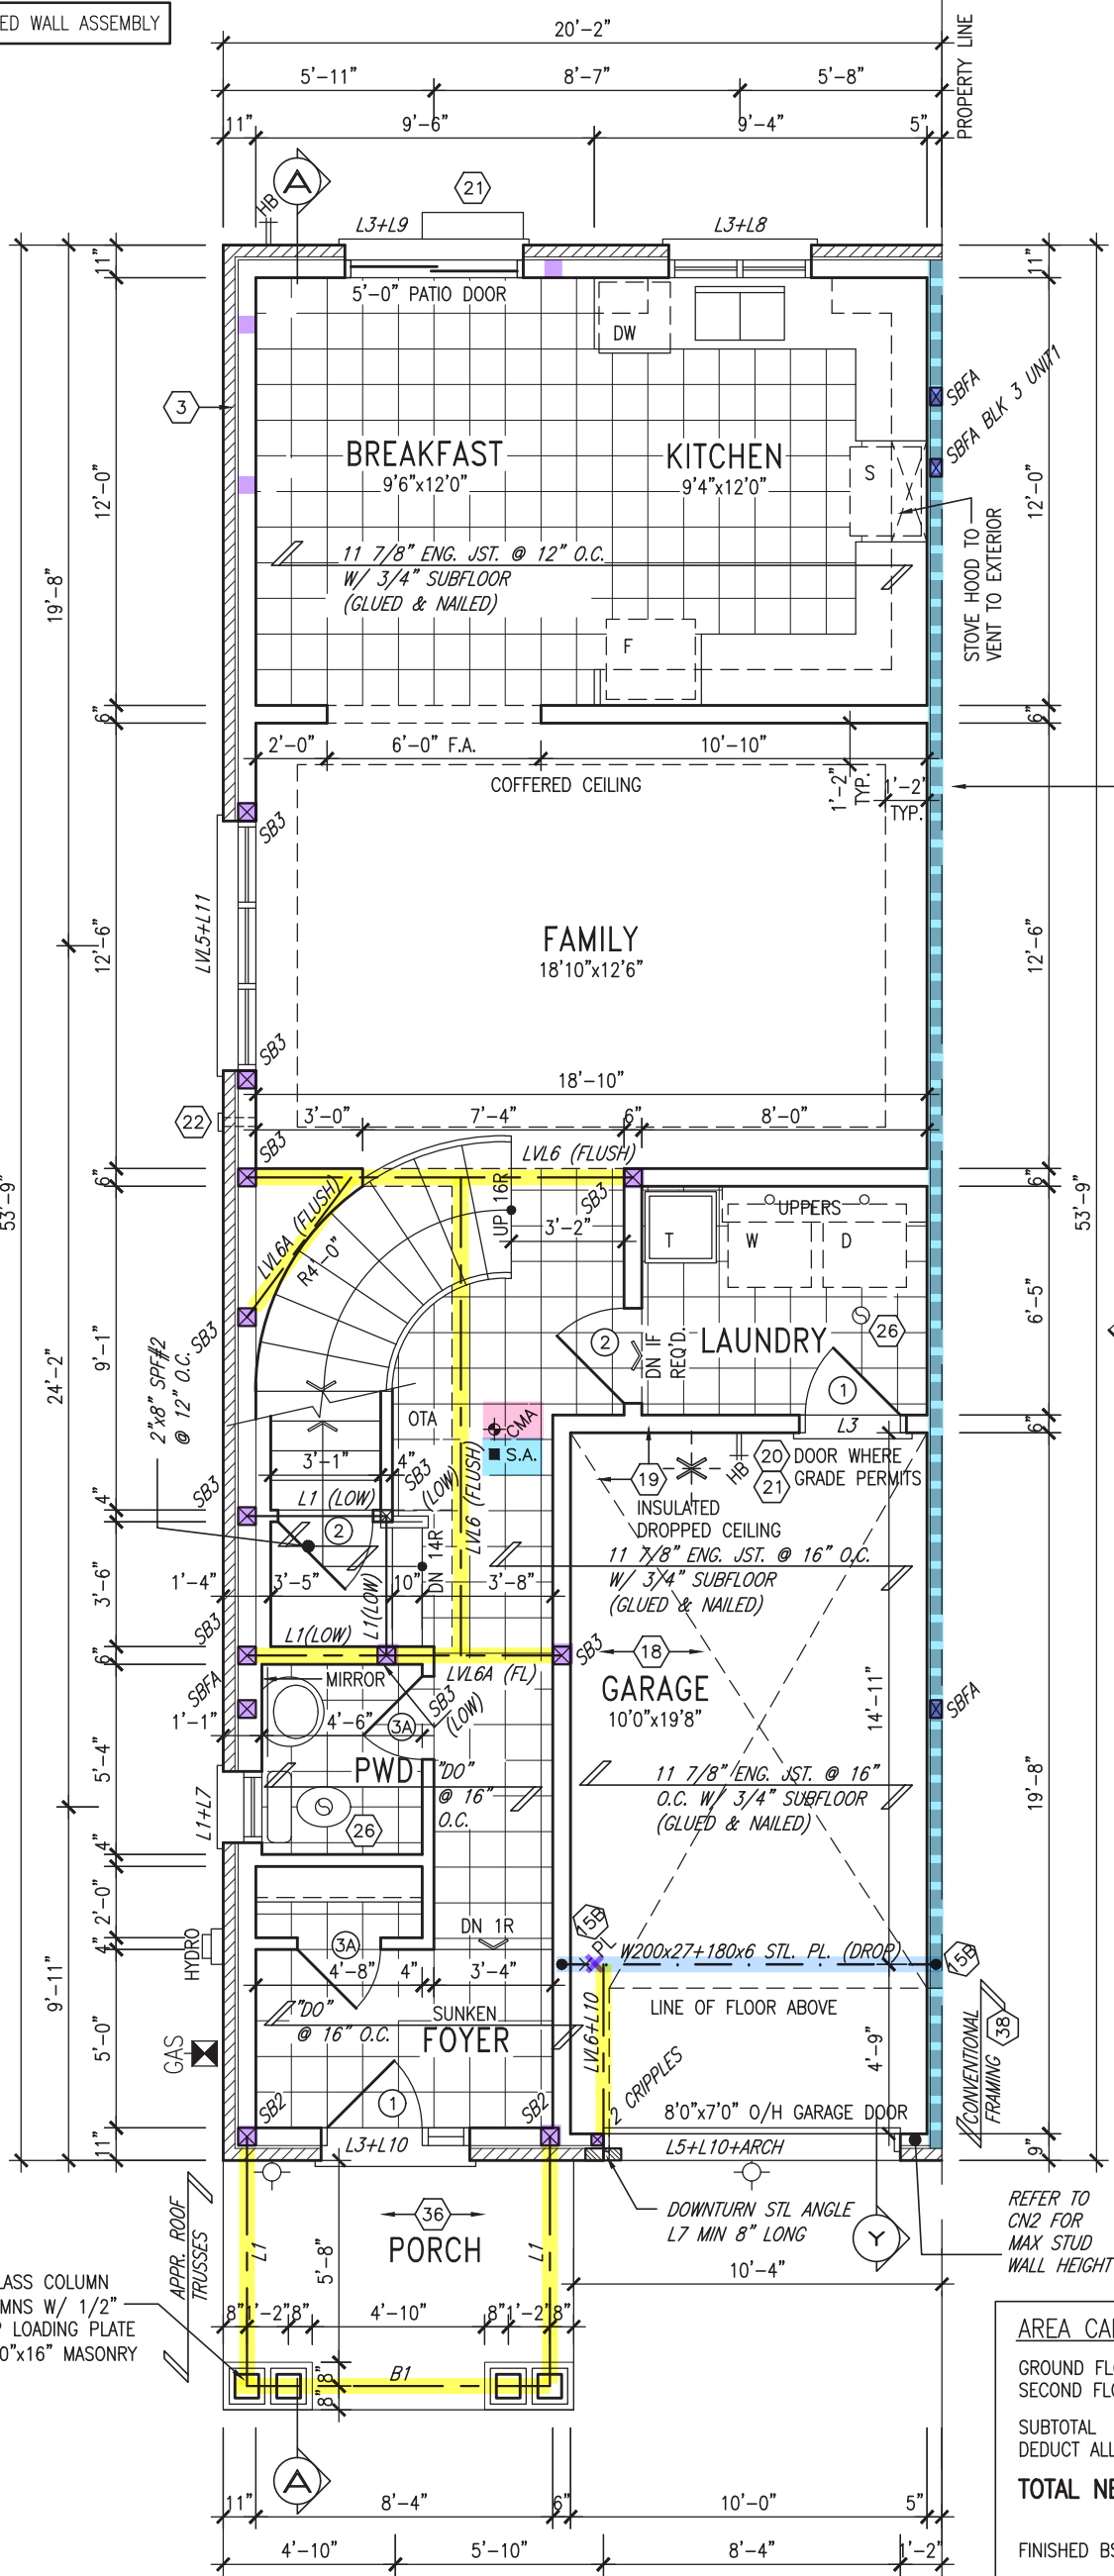 ED WALL ASSEMBLY
20'-2"
PROPERTY LINE
5'-11"
8'-7"
5'-8"
11"
9'-6"
9'-4"
5"
A
21
HB
L3+L9
L3+L8
11"
11"
5'-0" PATIO DOOR
DW
SBFA
SBFA BLK 3 UNIT1
3
BREAKFAST
9'6"x12'0"
KITCHEN
9'4"x12'0"
S
12'-0"
12'-0"
STOVE HOOD TO
VENT TO EXTERIOR
11 7/8" ENG. JST. @ 12" O.C.
W/ 3/4" SUBFLOOR
(GLUED & NAILED)
19'-8"
F
6"
6"
2'-0"
6'-0" F.A.
10'-10"
COFFERED CEILING
1'-2"
TYP.
1'-2"
TYP.
SB3
LVL5+L11
12'-6"
12'-6"
FAMILY
18'10"x12'6"
SB3
18'-10"
22
3'-0"
7'-4"
6"
8'-0"
SB3
LVL6 (FLUSH)
6"
6"
53'-9"
53'-9"
LVL6A (FLUSH)
R4'-0"
UP 16R
SB3
3'-2"
T
UPPERS
W
D
6'-5"
SB3
9'-1"
24'-2"
2"x8" SPF#2
@ 12" O.C.
2
DN IF
REQ'D.
LAUNDRY
26
1
OTA
CMA
S.A.
L3
6"
3'-1"
4"
SB3
(LOW)
LVL6 (FLUSH)
19
HB
20
21
DOOR WHERE
GRADE PERMITS
INSULATED
DROPPED CEILING
SB3
4"
L1 (LOW)
2
DN 14R
11 7/8" ENG. JST. @ 16" O.C.
W/ 3/4" SUBFLOOR
(GLUED & NAILED)
3'-6"
1'-4"
3'-5"
10"
3'-8"
L1(LOW)
SB3
L1(LOW)
SB3
18
6"
MIRROR
LVL6A (FL)
SBFA
SB3
(LOW)
GARAGE
10'0"x19'8"
14'-11"
SBFA
1'-1"
4'-6"
3A
5'-4"
PWD
"DO"
@ 16"
O.C.
11 7/8" ENG. JST. @ 16"
O.C. W/ 3/4" SUBFLOOR
(GLUED & NAILED)
19'-8"
L1+L7
26
4"
2'-0"
HYDRO
4"
DN 1R
3A
15B
PL
W200x27+180x6 STL. PL. (DROP)
15B
4'-8"
4"
3'-4"
9'-11"
"DO"
@ 16" O.C.
SUNKEN
FOYER
LINE OF FLOOR ABOVE
LVL6+L10
4'-9"
CONVENTIONAL
FRAMING
38
5'-0"
GAS
2 CRIPPLES
SB2
1
SB2
8'0"x7'0" O/H GARAGE DOOR
11"
L3+L10
L5+L10+ARCH
9"
DOWNTURN STL ANGLE
L7 MIN 8" LONG
REFER TO
CN2 FOR
MAX STUD
WALL HEIGHT
36
PORCH
Y
APPR. ROOF
TRUSSES
L1
L1
5'-8"
10'-4"
LASS COLUMN
MNS W/ 1/2"
LOADING PLATE
0"x16" MASONRY
8"
1'-2"
8"
4'-10"
8"
1'-2"
8"
B1
8"
8"
AREA CA
GROUND FL
SECOND FL
SUBTOTAL
DEDUCT ALL
TOTAL NE
FINISHED BS
A
11"
8'-4"
6"
10'-0"
5"
4'-10"
5'-10"
8'-4"
1'-2"